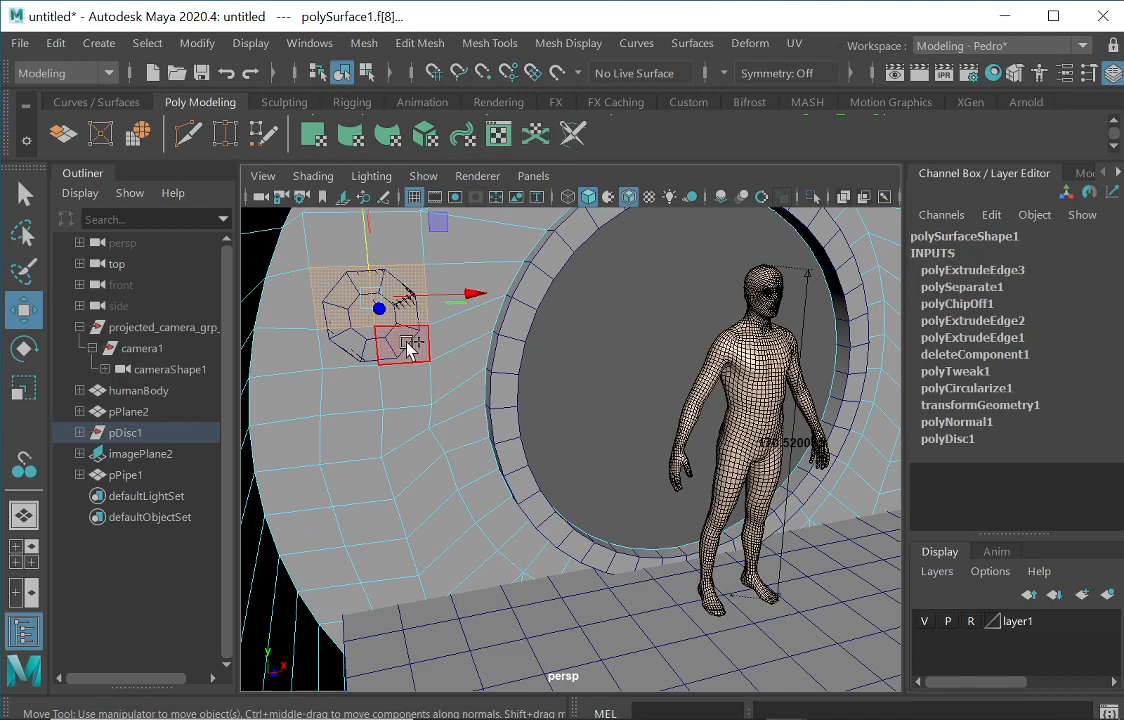 untitled* - Autodesk Maya 2020.4: untitled --- polySurface1.f[8]...
File Edit Create Select Modify Display Windows Mesh Edit Mesh Mesh Tools Mesh Display Curves Surfaces Deform UV Workspace : Modeling - Pedro*
Modeling No Live Surface Symmetry: Off
Curves / Surfaces Poly Modeling Sculpting Rigging Animation Rendering FX FX Caching Custom Bifrost MASH Motion Graphics XGen Arnold
Outliner
Display Show Help
Search...
persp
top
front
side
projected_camera_grp_
camera1
cameraShape1
humanBody
pPlane2
pDisc1
imagePlane2
pPipe1
defaultLightSet
defaultObjectSet
View Shading Lighting Show Renderer Panels
persp
y
x
Channel Box / Layer Editor
Channels Edit Object Show
polySurfaceShape1
INPUTS
polyExtrudeEdge3
polySeparate1
polyChipOff1
polyExtrudeEdge2
polyExtrudeEdge1
deleteComponent1
polyTweak1
polyCircularize1
transformGeometry1
polyNormal1
polyDisc1
Display Anim
Layers Options Help
V P R layer1
Move Tool: Use manipulator to move object(s). Ctrl+middle-drag to move components along normals. Shift+drag m
MEL